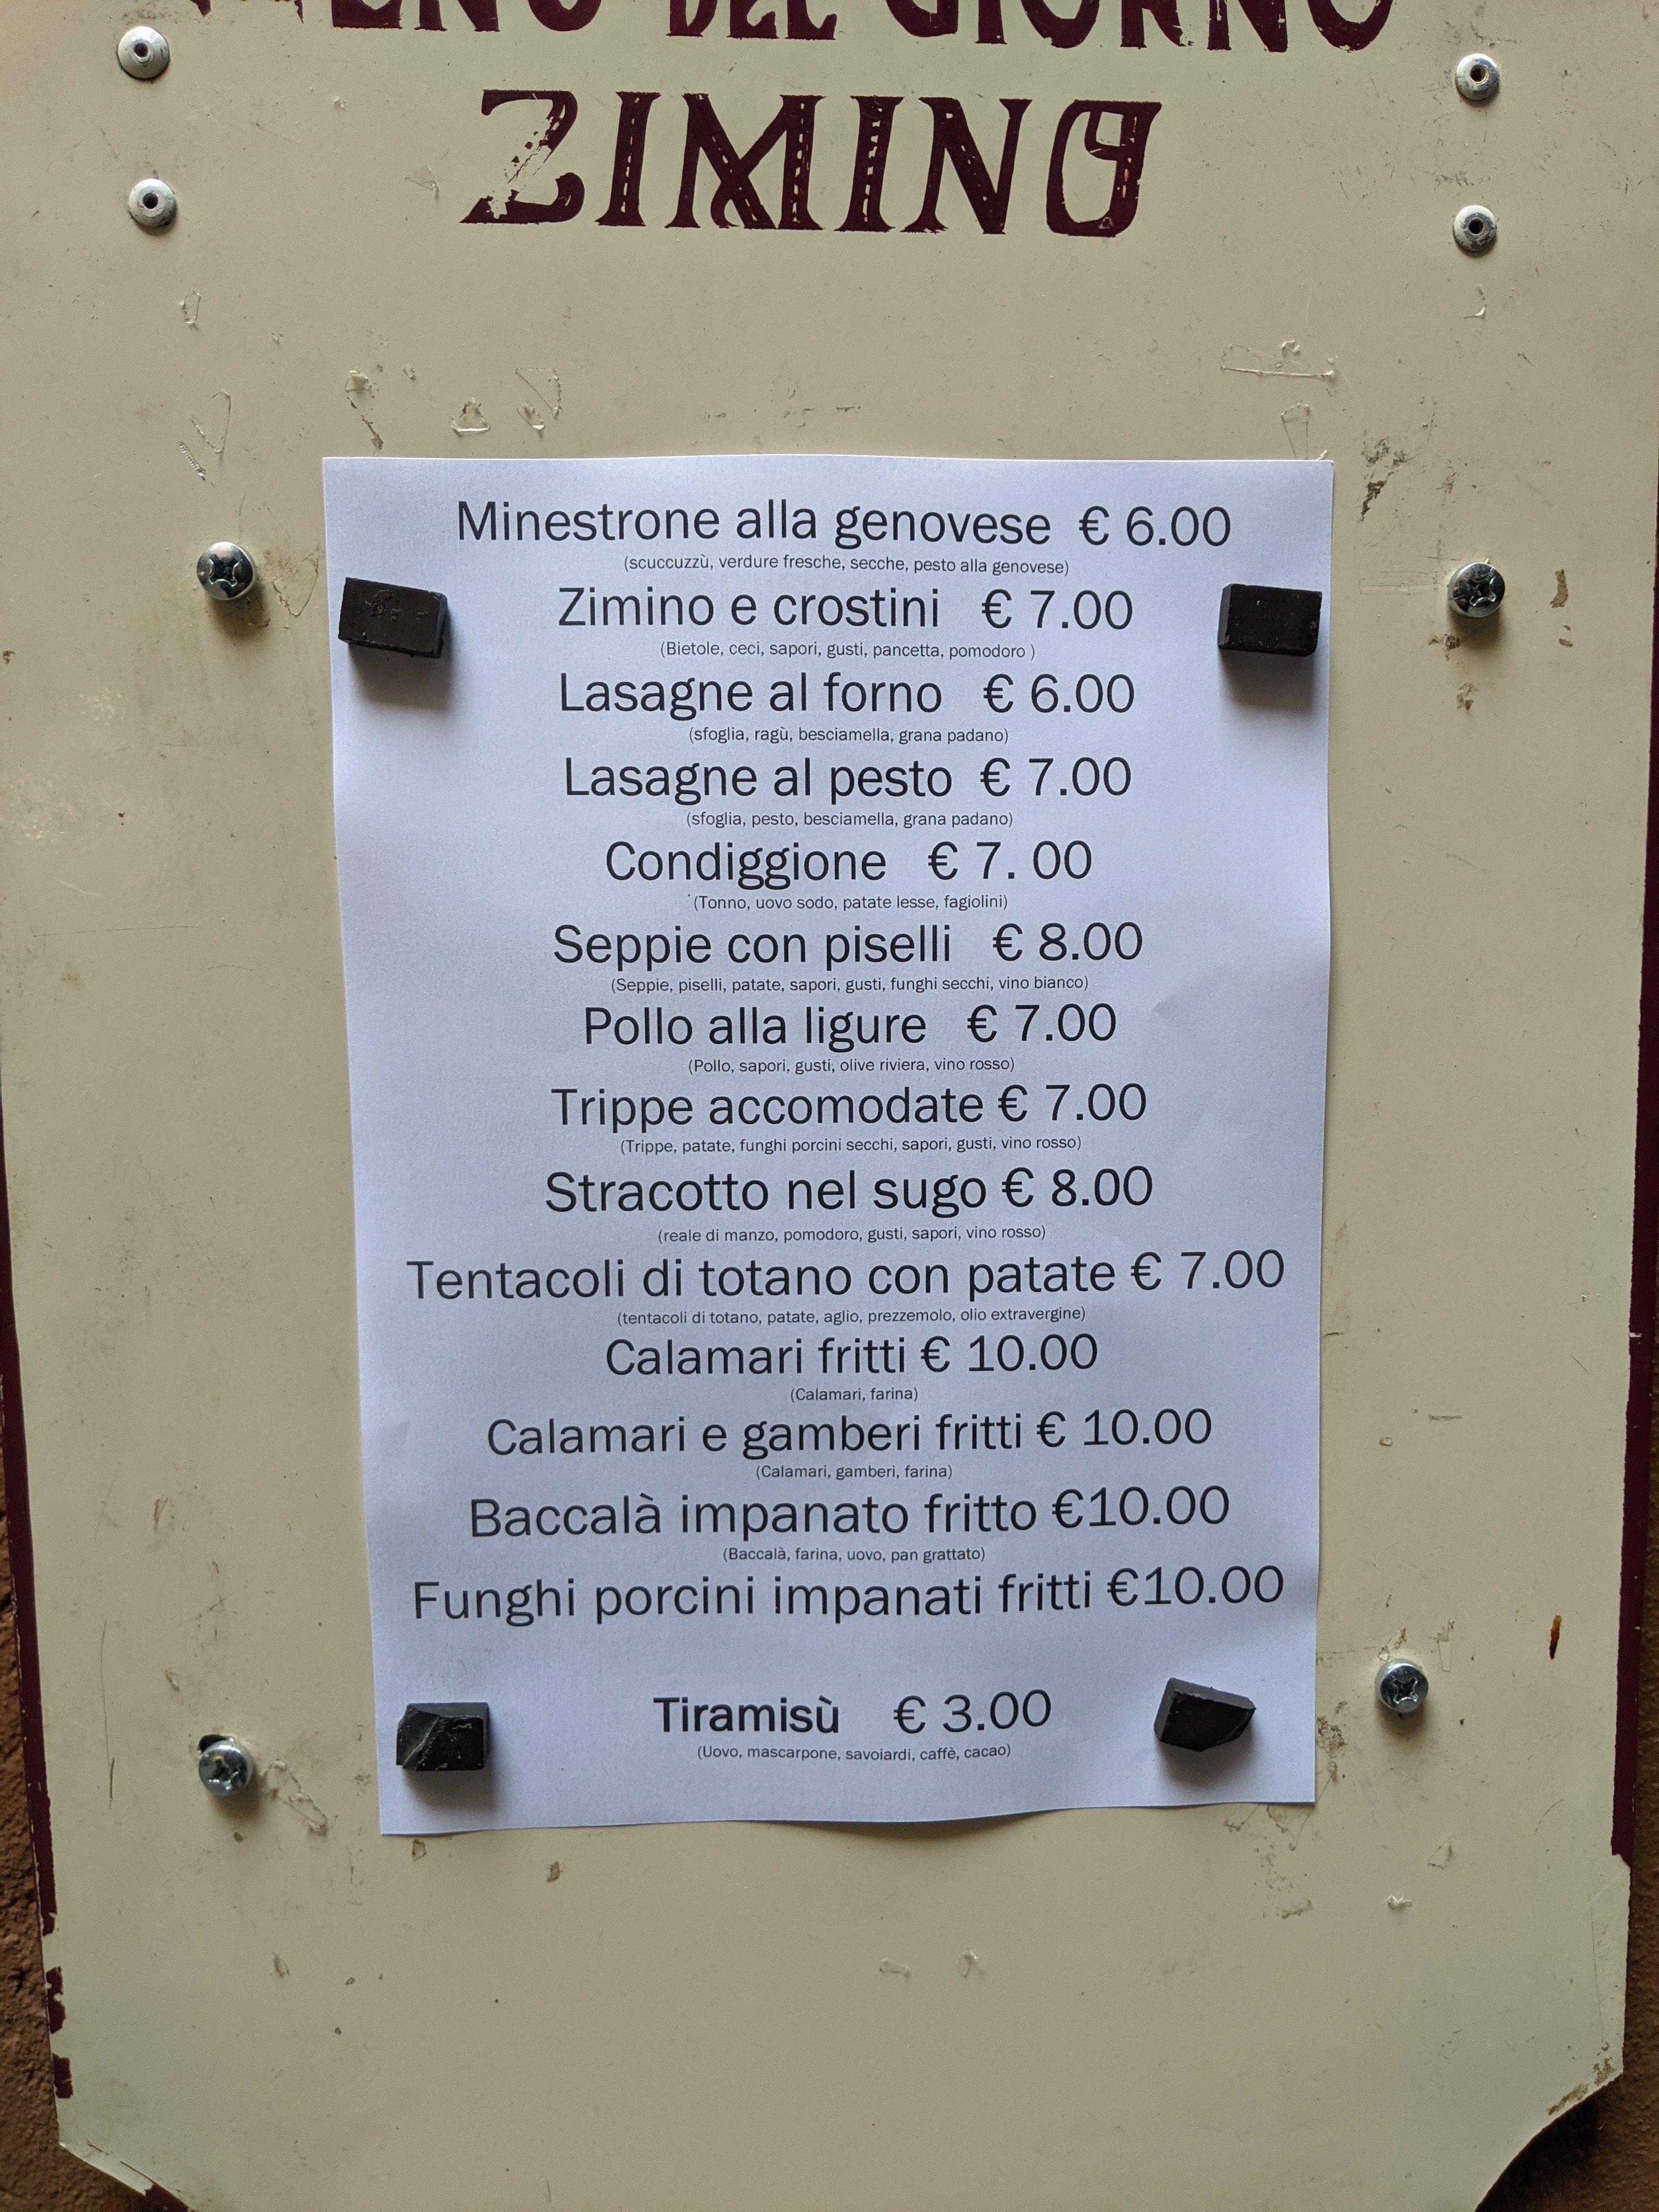 MENÙ DEL GIORNO
ZIMINO
Minestrone alla genovese € 6.00
(scuccuzzù, verdure fresche, secche, pesto alla genovese)
Zimino e crostini € 7.00
(Bietole, ceci, sapori, gusti, pancetta, pomodoro )
Lasagne al forno € 6.00
(sfoglia, ragù, besciamella, grana padano)
Lasagne al pesto € 7.00
(sfoglia, pesto, besciamella, grana padano)
Condiggione € 7. 00
(Tonno, uovo sodo, patate lesse, fagiolini)
Seppie con piselli € 8.00
(Seppie, piselli, patate, sapori, gusti, funghi secchi, vino bianco)
Pollo alla ligure € 7.00
(Pollo, sapori, gusti, olive riviera, vino rosso)
Trippe accomodate € 7.00
(Trippe, patate, funghi porcini secchi, sapori, gusti, vino rosso)
Stracotto nel sugo € 8.00
(reale di manzo, pomodoro, gusti, sapori, vino rosso)
Tentacoli di totano con patate € 7.00
(tentacoli di totano, patate, aglio, prezzemolo, olio extravergine)
Calamari fritti € 10.00
(Calamari, farina)
Calamari e gamberi fritti € 10.00
(Calamari, gamberi, farina)
Baccalà impanato fritto €10.00
(Baccalà, farina, uovo, pan grattato)
Funghi porcini impanati fritti €10.00
Tiramisù € 3.00
(Uovo, mascarpone, savoiardi, caffè, cacao)